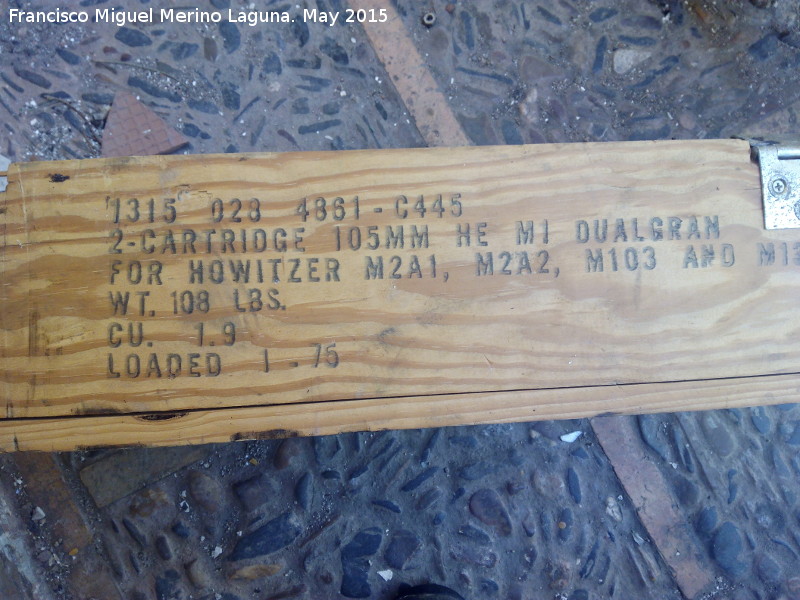 Francisco Miguel Merino Laguna. May 2015
1315 028 4861-C445
2-CARTRIDGE 105MM HE M1 DUALGRAN
FOR HOWITZER M2A1, M2A2, M103 AND
WT. 108 LBS.
CU. 1.9
LOADED 1-75